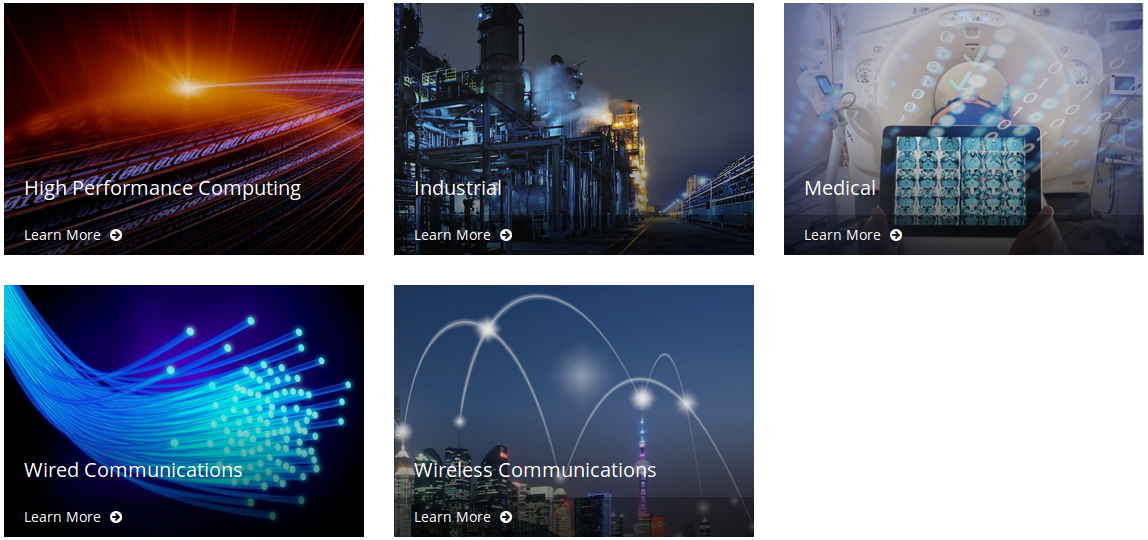 High Performance Computing
Learn More
Industrial
Learn More
Medical
Learn More
Wired Communications
Learn More
Wireless Communications
Learn More